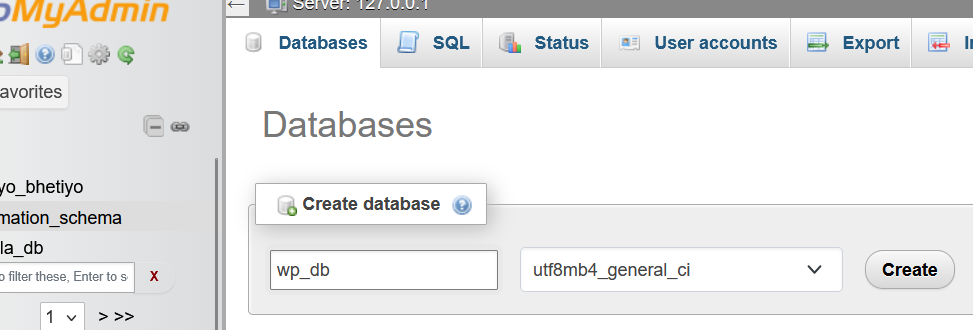 oMyAdmin
Server: 127.0.0.1
Databases SQL Status User accounts Export
avorites
Databases
yo_bhetiyo
mation_schema
la_db
Create database
o filter these, Enter to s X
wp_db utf8mb4_general_ci Create
1 > >>